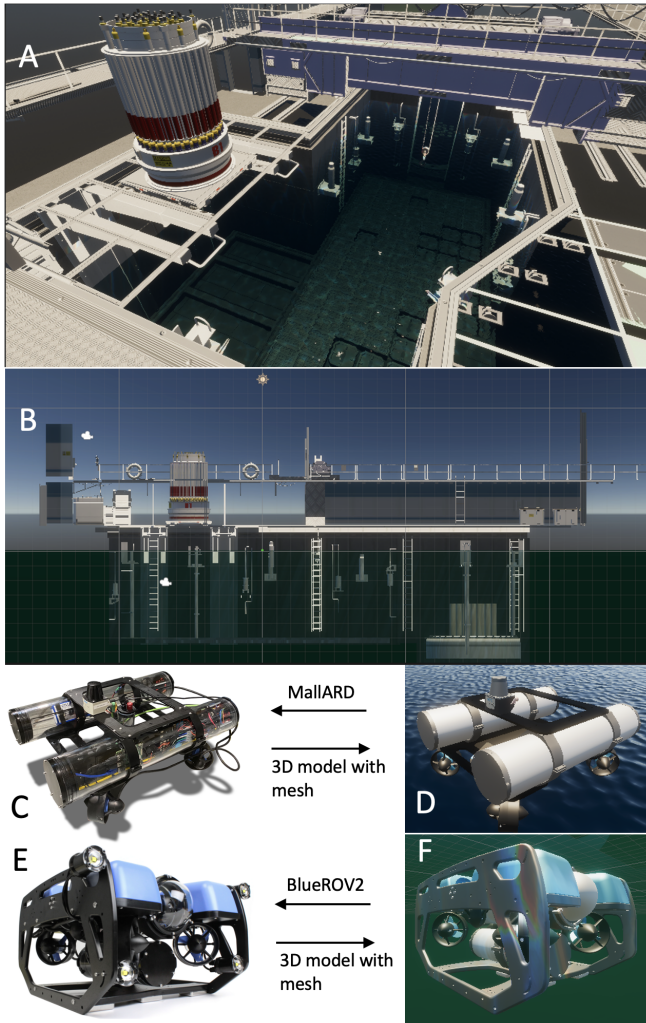 A
B
MallARD
3D model with
mesh
C
D
E
F
BlueROV2
3D model with
mesh